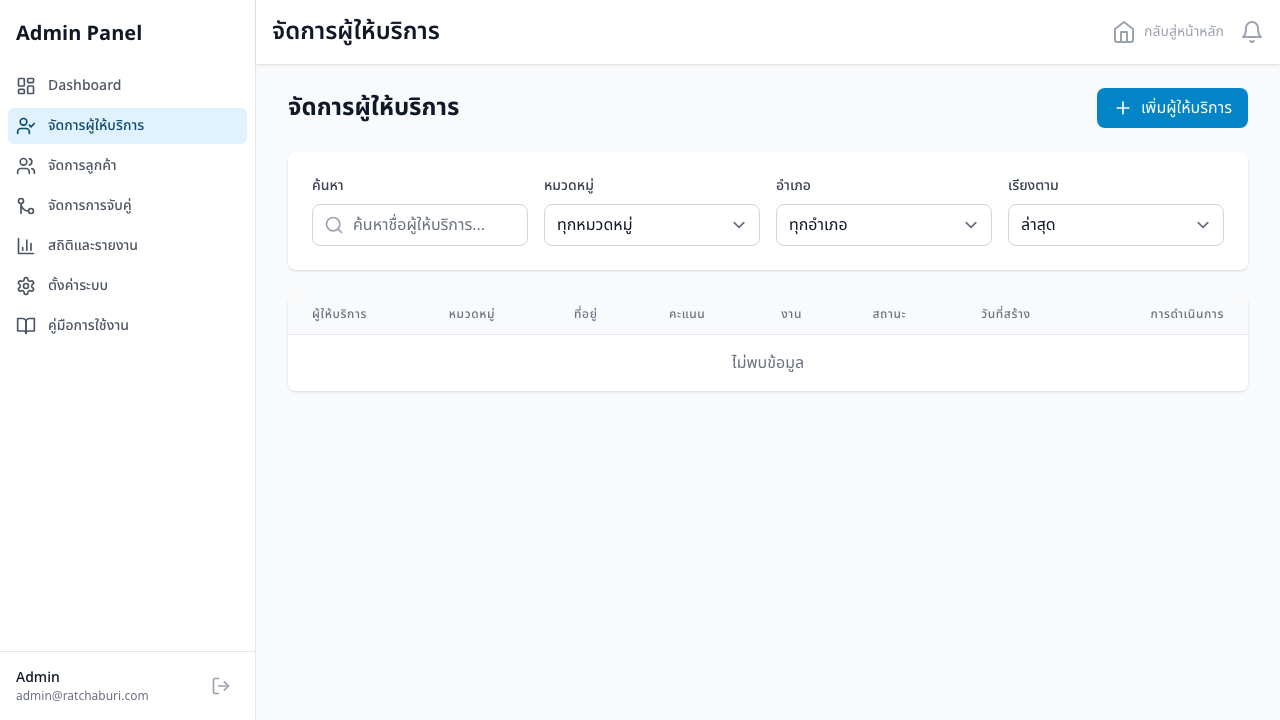 Admin Panel
Dashboard
จัดการผู้ให้บริการ
จัดการลูกค้า
จัดการการจับคู่
สถิติและรายงาน
ตั้งค่าระบบ
คู่มือการใช้งาน
Admin
admin@ratchaburi.com
จัดการผู้ให้บริการ
กลับสู่หน้าหลัก
จัดการผู้ให้บริการ
เพิ่มผู้ให้บริการ
ค้นหา
หมวดหมู่
อำเภอ
เรียงตาม
ค้นหาชื่อผู้ให้บริการ...
ทุกหมวดหมู่
ทุกอำเภอ
ล่าสุด
ผู้ให้บริการ
หมวดหมู่
ที่อยู่
คะแนน
งาน
สถานะ
วันที่สร้าง
การดำเนินการ
ไม่พบข้อมูล